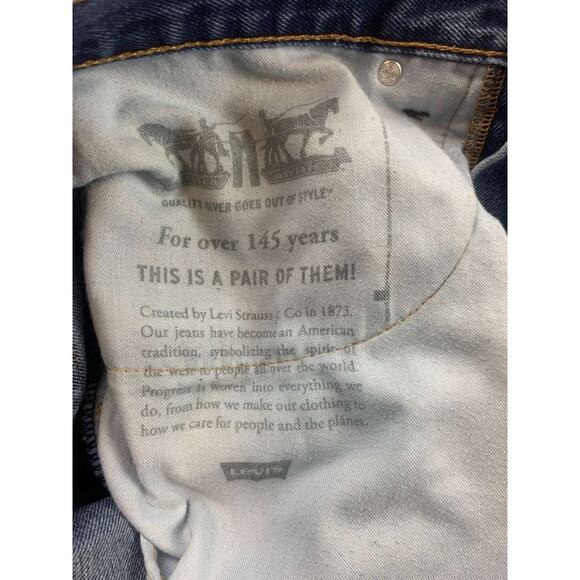 QUALITY NEVER GOES OUT OF STYLE™
For over 145 years
THIS IS A PAIR OF THEM!
Created by Levi Strauss & Co in 1873.
Our jeans have become an American
tradition, symbolizing the spirit of
the west to people all over the world.
Progress is woven into everything we
do, from how we make our clothing to
how we care for people and the planet.
Levi's